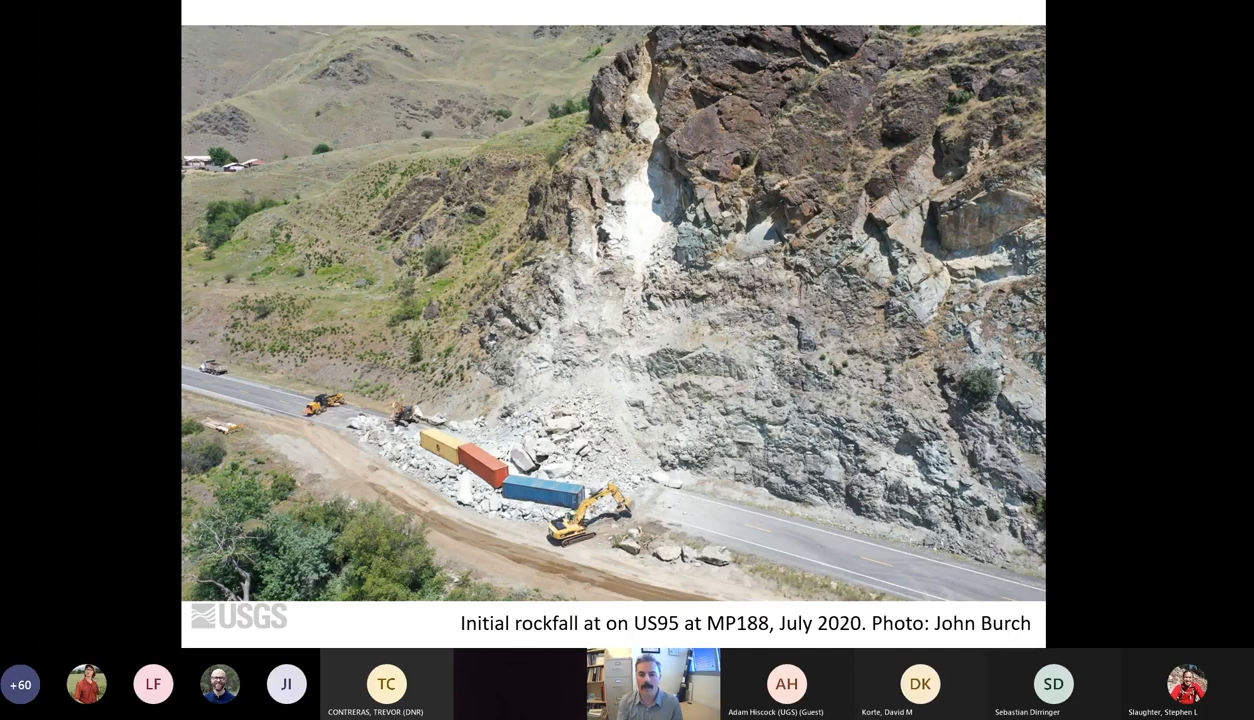 USGS
Initial rockfall at on US95 at MP188, July 2020. Photo: John Burch
+60
LF
JI
TC
CONTRERAS, TREVOR (DNR)
AH
Adam Hiscock (UGS) (Guest)
DK
Korte, David M
SD
Sebastian Dirringer
Slaughter, Stephen L